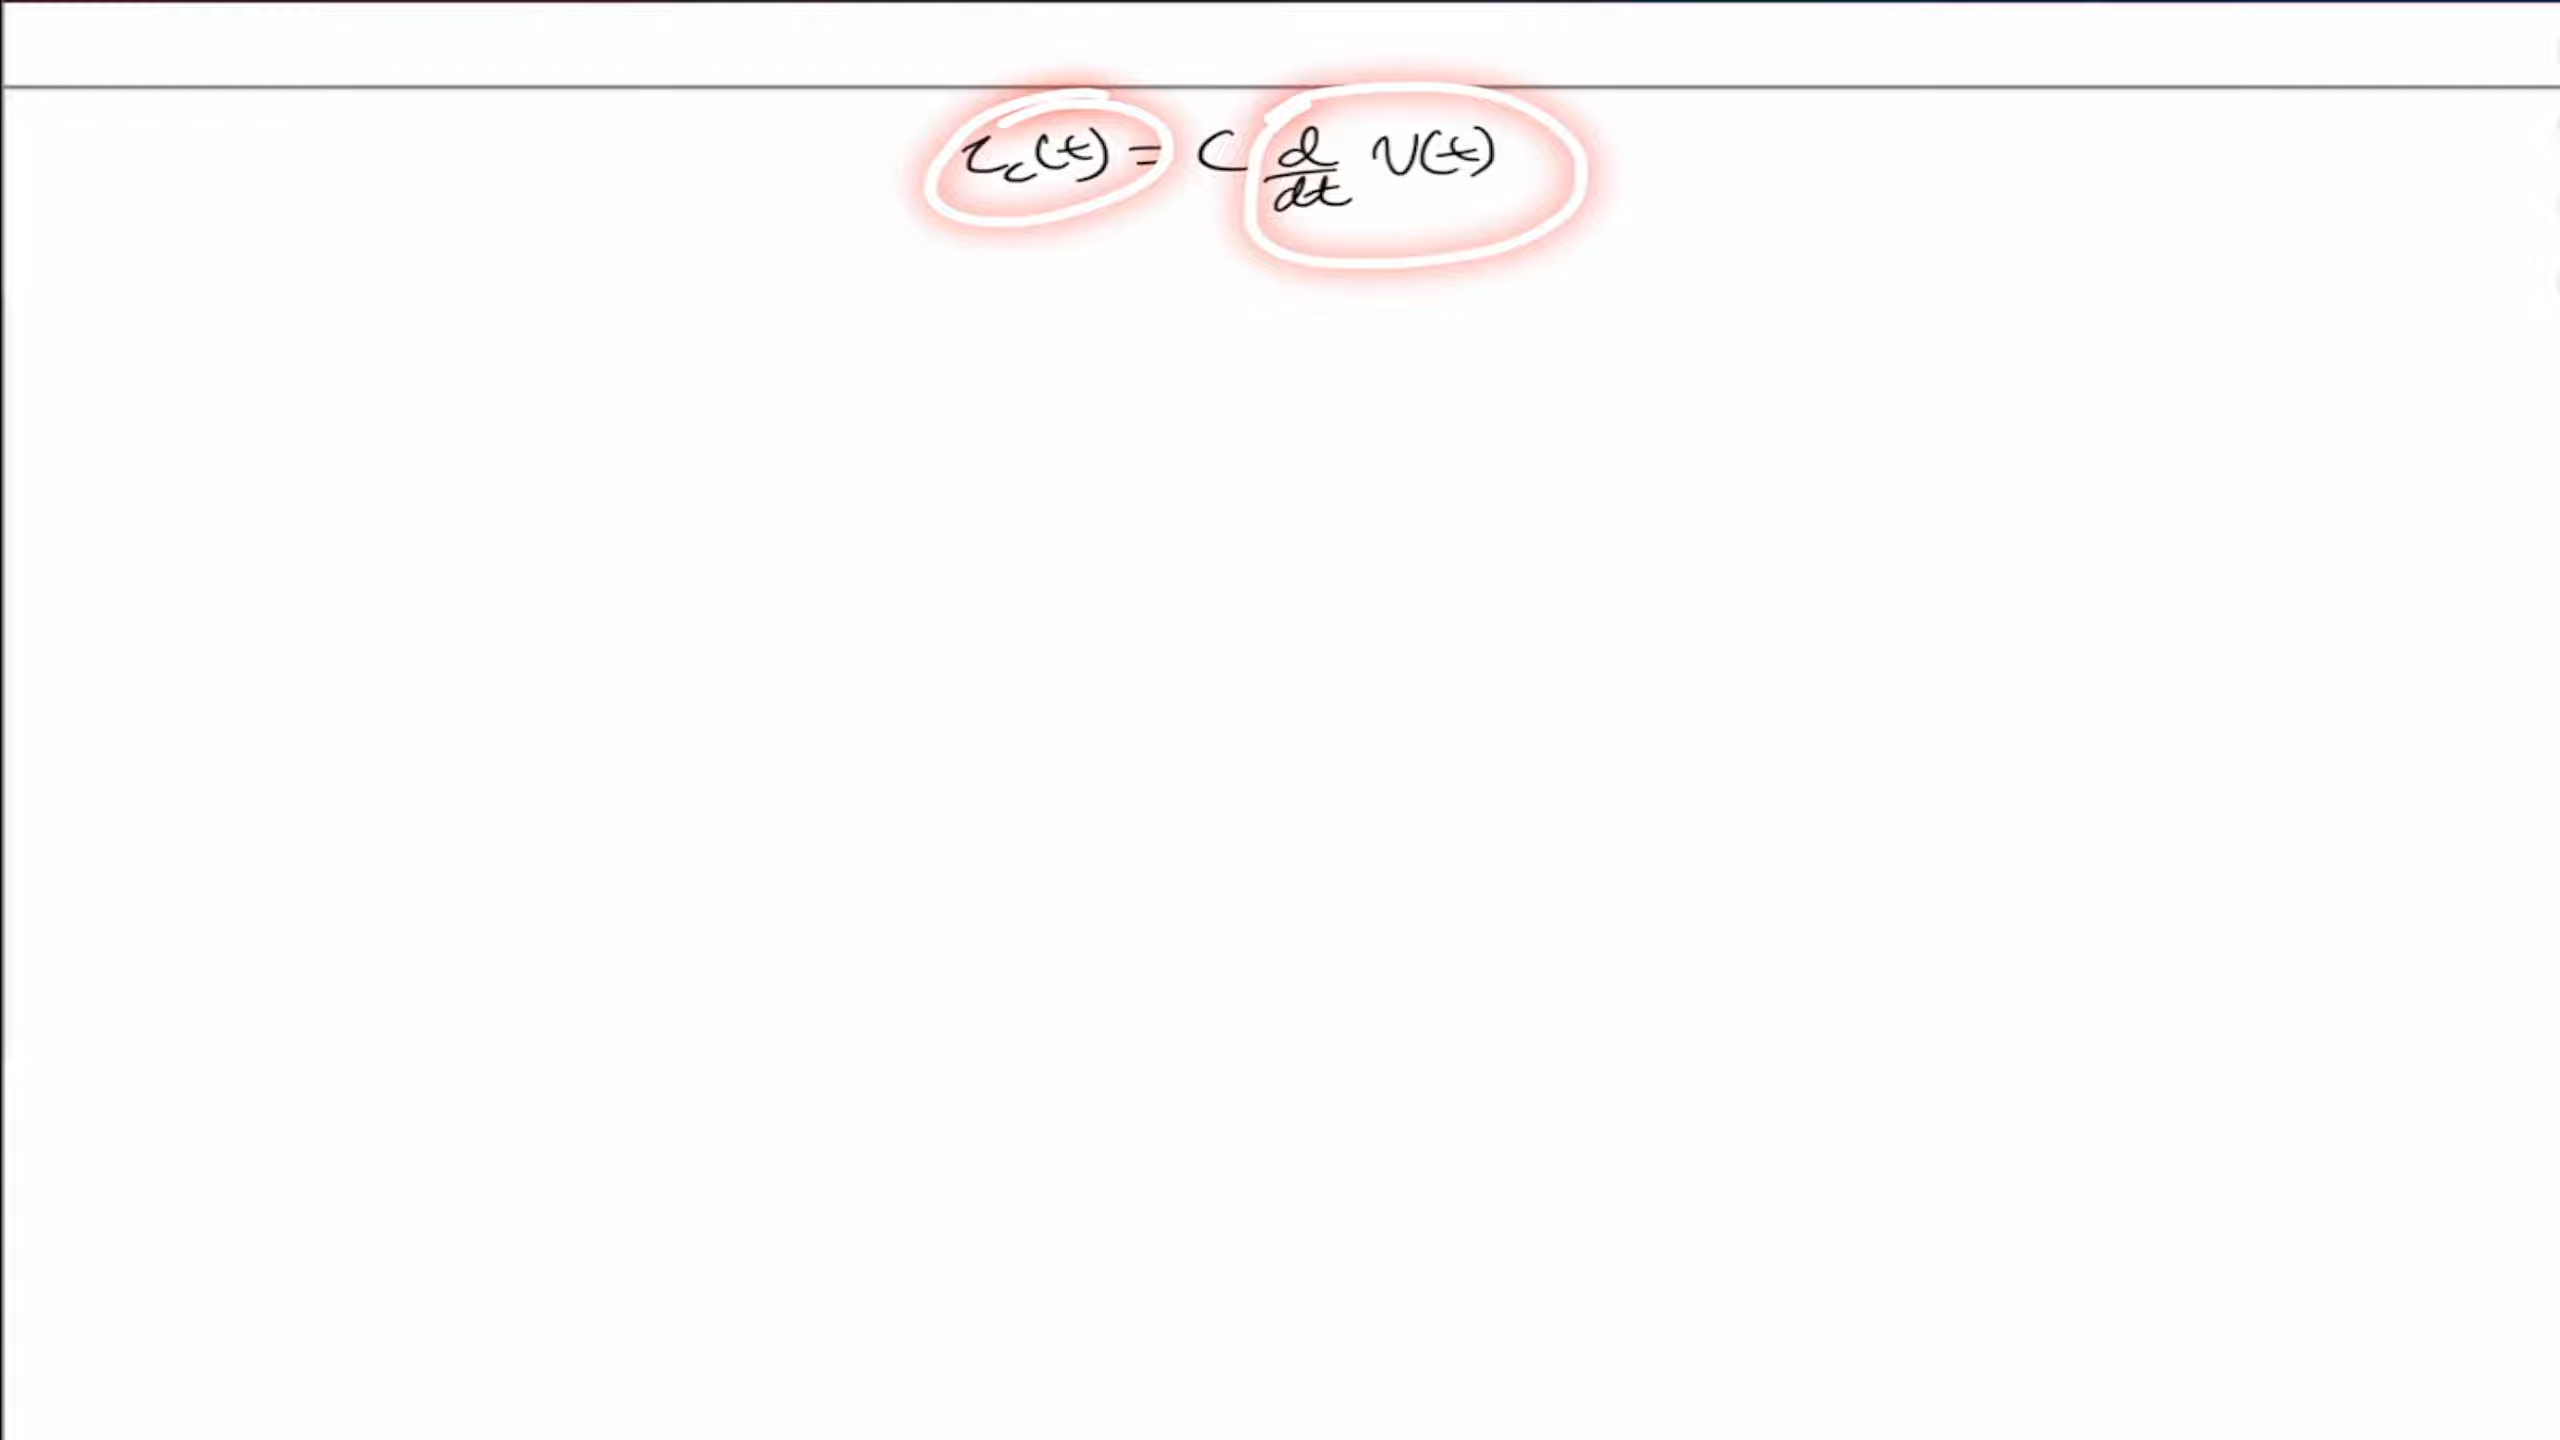 i_c(t) = C d/dt v(t)